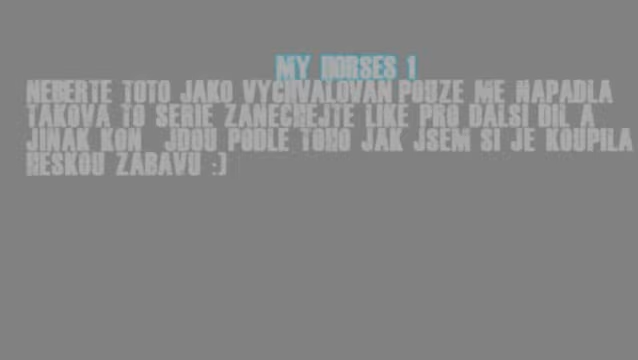 MY HORSES 1
NEBERTE TOTO JAKO VYCHVALOVAN POUZE ME NAPADLA
TAKOVA TO SERIE ZANECHEJTE LIKE PRO DALSI DIL A
JINAK KON JDOU PODLE TOHO JAK JSEM SI JE KOUPILA
HESKOU ZABAVU :)